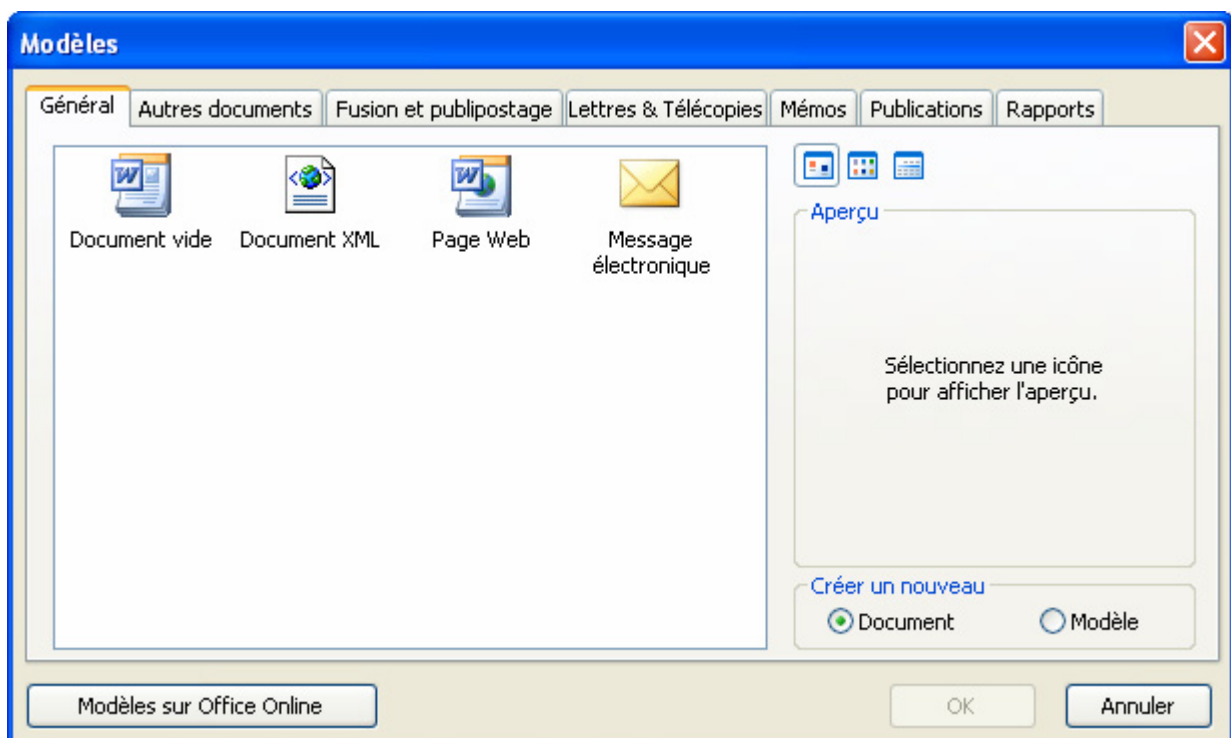 Modèles
Général Autres documents Fusion et publipostage Lettres & Télécopies Mémos Publications Rapports
Document vide Document XML Page Web Message
électronique
Aperçu
Sélectionnez une icône
pour afficher l'aperçu.
Créer un nouveau
Document Modèle
Modèles sur Office Online OK Annuler